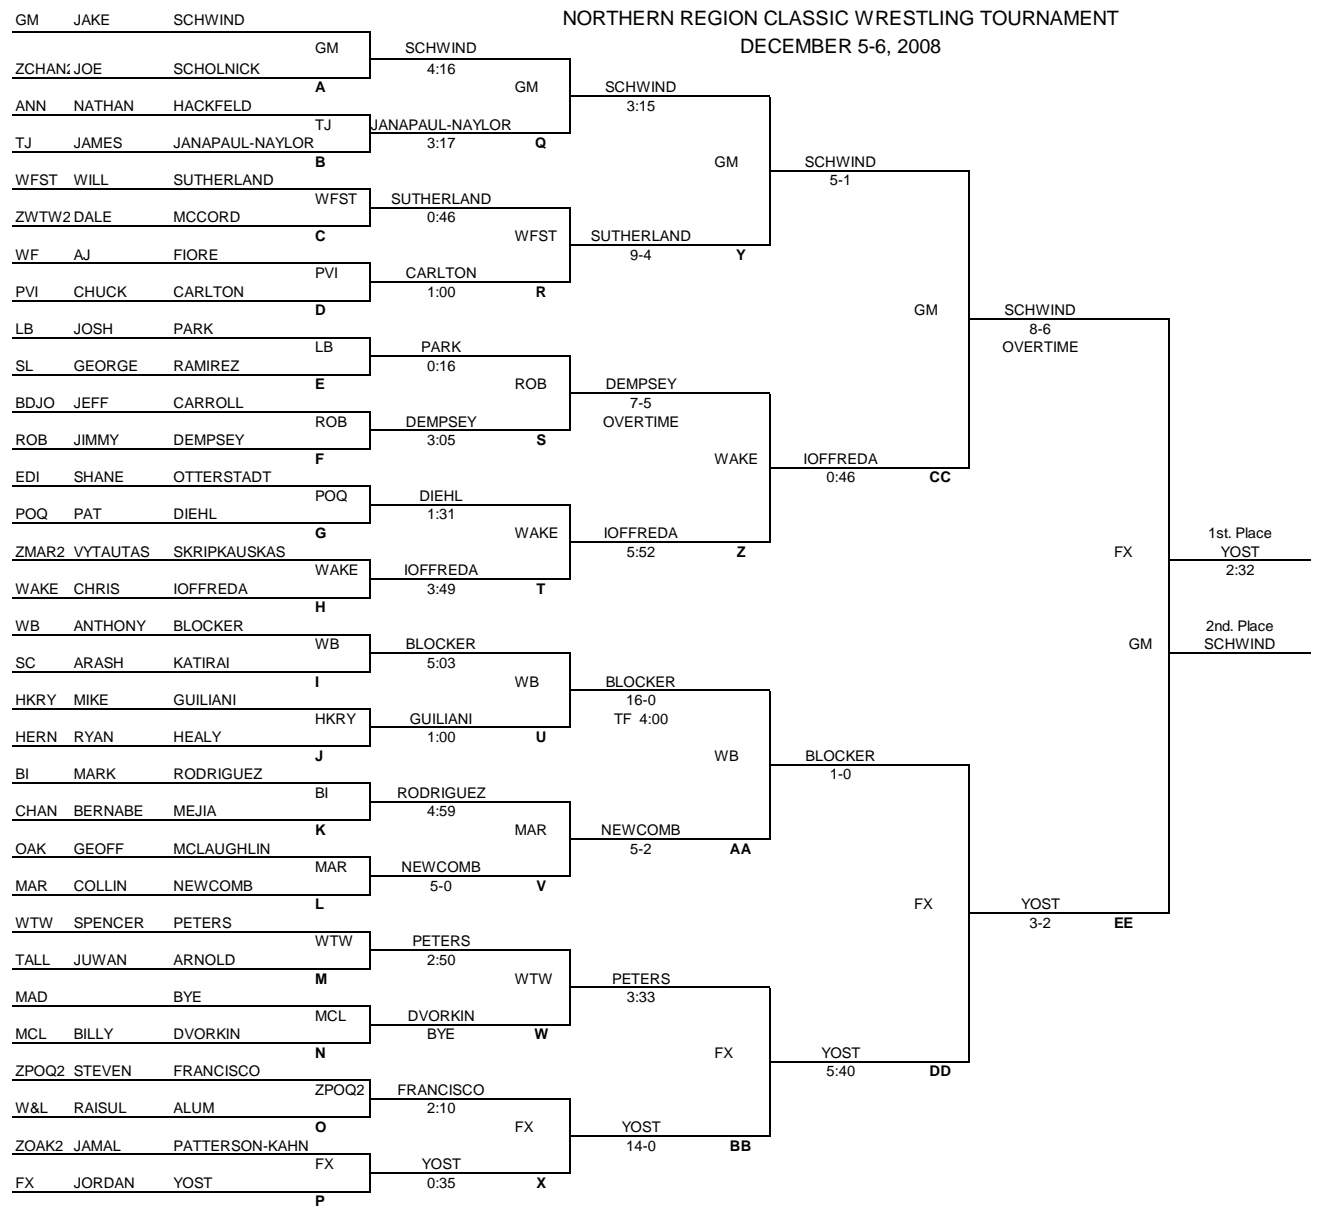 NORTHERN REGION CLASSIC WRESTLING TOURNAMENT
DECEMBER 5-6, 2008
GM JAKE SCHWIND
GM SCHWIND
ZCHAN2 JOE SCHOLNICK 4:16
A GM SCHWIND
ANN NATHAN HACKFELD 3:15
TJ JANAPAUL-NAYLOR
TJ JAMES JANAPAUL-NAYLOR 3:17 Q
B GM SCHWIND
WFST WILL SUTHERLAND 5-1
WFST SUTHERLAND
ZWTW2 DALE MCCORD 0:46
C WFST SUTHERLAND
WF AJ FIORE 9-4 Y
PVI CARLTON
PVI CHUCK CARLTON 1:00 R
D GM SCHWIND
LB JOSH PARK 8-6
LB PARK OVERTIME
SL GEORGE RAMIREZ 0:16
E ROB DEMPSEY
BDJO JEFF CARROLL 7-5
ROB DEMPSEY OVERTIME
ROB JIMMY DEMPSEY 3:05 S
F WAKE IOFFREDA
EDI SHANE OTTERSTADT 0:46 CC
POQ DIEHL
POQ PAT DIEHL 1:31
G WAKE IOFFREDA 1st. Place
ZMAR2 VYTAUTAS SKRIPKAUSKAS 5:52 Z FX YOST
WAKE IOFFREDA 2:32
WAKE CHRIS IOFFREDA 3:49 T
H
WB ANTHONY BLOCKER 2nd. Place
WB BLOCKER GM SCHWIND
SC ARASH KATIRAI 5:03
I WB BLOCKER
HKRY MIKE GUILIANI 16-0
HKRY GUILIANI TF 4:00
HERN RYAN HEALY 1:00 U
J WB BLOCKER
BI MARK RODRIGUEZ 1-0
BI RODRIGUEZ
CHAN BERNABE MEJIA 4:59
K MAR NEWCOMB
OAK GEOFF MCLAUGHLIN 5-2 AA
MAR NEWCOMB
MAR COLLIN NEWCOMB 5-0 V
L FX YOST
WTW SPENCER PETERS 3-2 EE
WTW PETERS
TALL JUWAN ARNOLD 2:50
M WTW PETERS
MAD BYE 3:33
MCL DVORKIN
MCL BILLY DVORKIN BYE W
N FX YOST
ZPOQ2 STEVEN FRANCISCO 5:40 DD
ZPOQ2 FRANCISCO
W&L RAISUL ALUM 2:10
O FX YOST
ZOAK2 JAMAL PATTERSON-KAHN 14-0 BB
FX YOST
FX JORDAN YOST 0:35 X
P